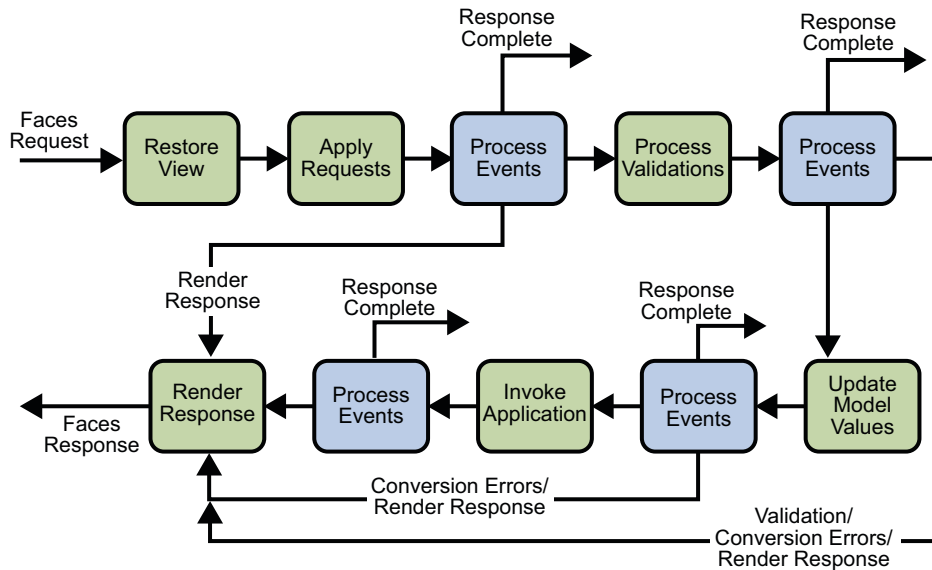 Response
Complete
Response
Complete
Faces
Request
Restore
View
Apply
Requests
Process
Events
Process
Validations
Process
Events
Render
Response
Response
Complete
Response
Complete
Render
Response
Process
Events
Invoke
Application
Process
Events
Update
Model
Values
Faces
Response
Conversion Errors/
Render Response
Validation/
Conversion Errors/
Render Response